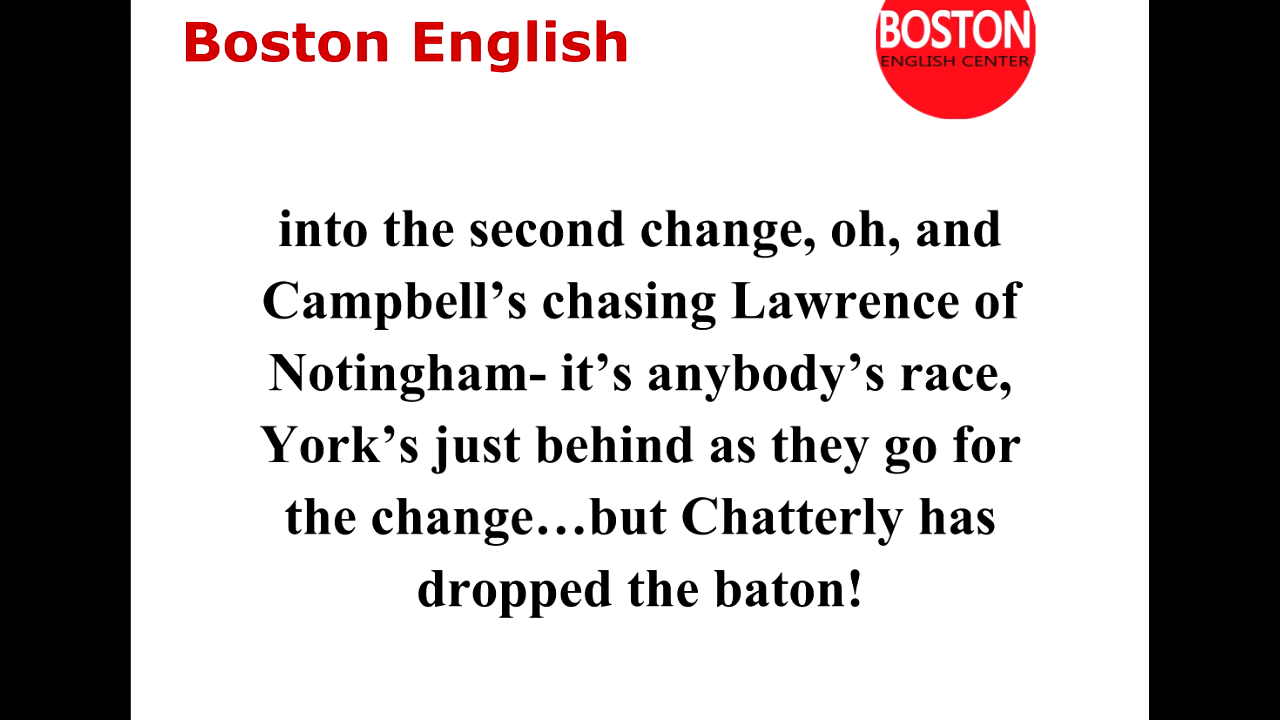 Boston English
BOSTON
ENGLISH CENTER
into the second change, oh, and
Campbell’s chasing Lawrence of
Notingham- it’s anybody’s race,
York’s just behind as they go for
the change…but Chatterly has
dropped the baton!